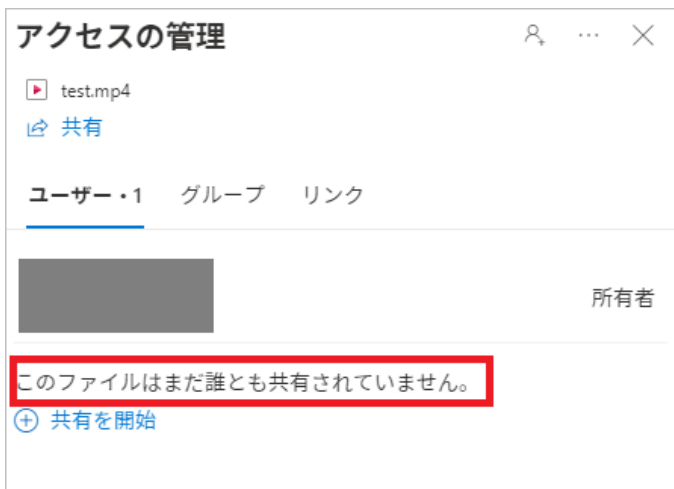 アクセスの管理
test.mp4
共有
ユーザー・1 グループ リンク
所有者
このファイルはまだ誰とも共有されていません。
共有を開始